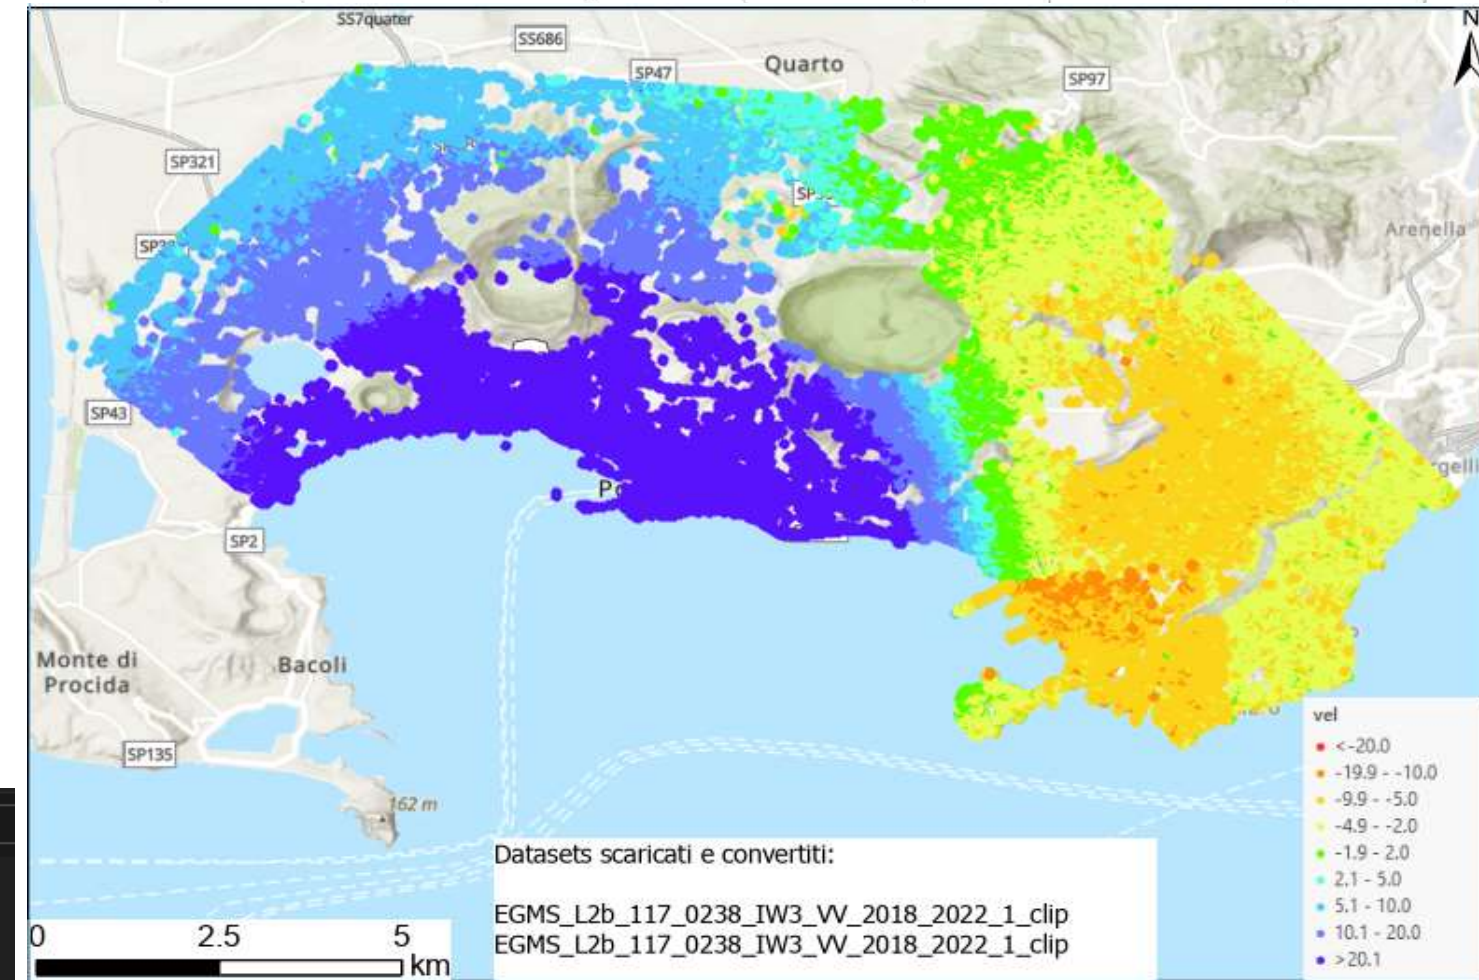 SS7quater
SS686
SP47
Quarto
SP97
N
SP321
Arenella
SP43
SP2
Monte di
Procida
Bacoli
SP135
162 m
vel
<-20.0
-19.9 - -10.0
-9.9 - -5.0
-4.9 - -2.0
-1.9 - 2.0
2.1 - 5.0
5.1 - 10.0
10.1 - 20.0
>20.1
Datasets scaricati e convertiti:
EGMS_L2b_117_0238_IW3_VV_2018_2022_1_clip
EGMS_L2b_117_0238_IW3_VV_2018_2022_1_clip
0 2.5 5
km